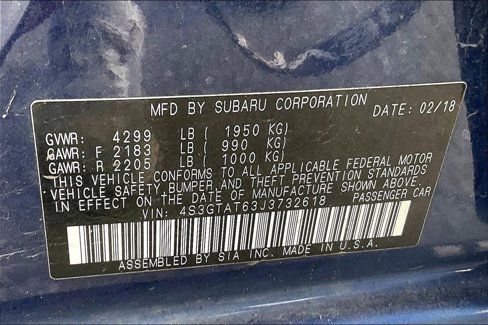 MFD BY SUBARU CORPORATION DATE: 02/18
GVWR: 4299 LB ( 1950 KG)
GAWR: F 2183 LB ( 990 KG)
GAWR: R 2205 LB ( 1000 KG)
THIS VEHICLE CONFORMS TO ALL APPLICABLE FEDERAL MOTOR
VEHICLE SAFETY,BUMPER,AND THEFT PREVENTION STANDARDS
IN EFFECT ON THE DATE OF MANUFACTURE SHOWN ABOVE.
VIN: 4S3GTAT63J3732618 PASSENGER CAR
ASSEMBLED BY SIA INC. MADE IN U.S.A.